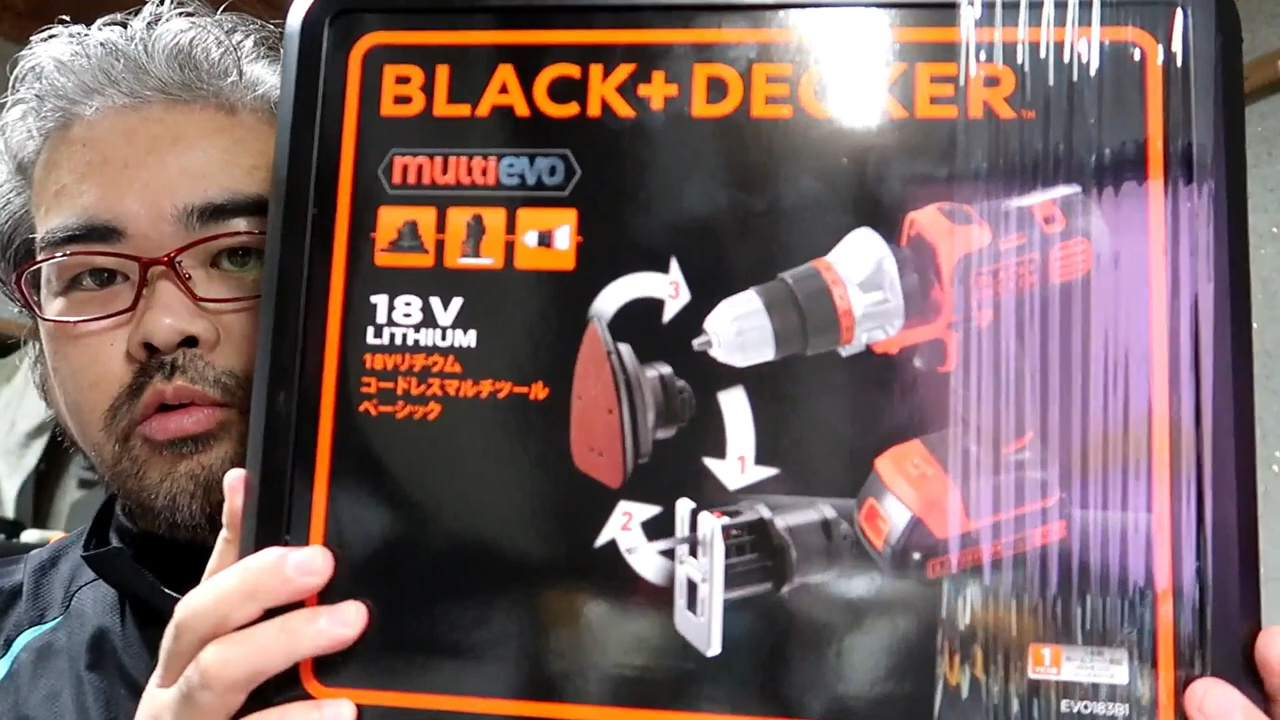 BLACK+DECKER™
multievo
18V
LITHIUM
18Vリチウム
コードレスマルチツール
ベーシック
3
1
2
1
EVO183B1